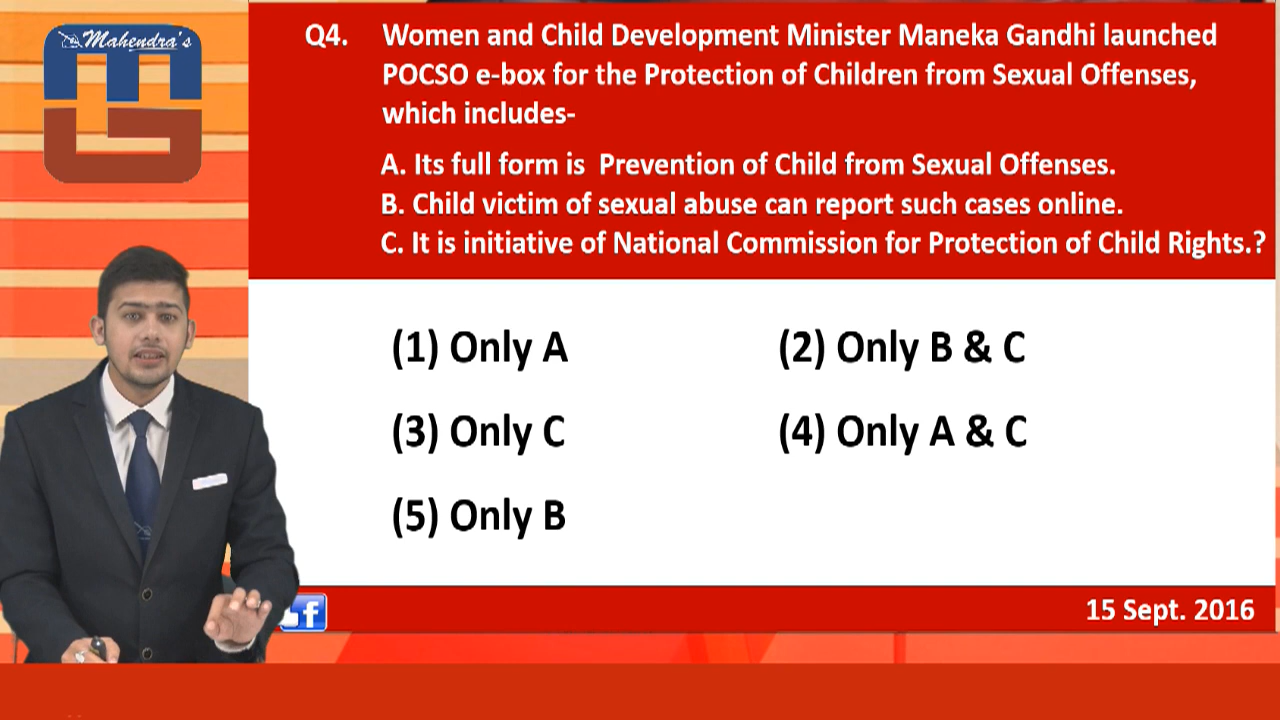 Mahendra's
Q4. Women and Child Development Minister Maneka Gandhi launched
POCSO e-box for the Protection of Children from Sexual Offenses,
which includes-
A. Its full form is Prevention of Child from Sexual Offenses.
B. Child victim of sexual abuse can report such cases online.
C. It is initiative of National Commission for Protection of Child Rights.?
(1) Only A
(2) Only B & C
(3) Only C
(4) Only A & C
(5) Only B
f
15 Sept. 2016